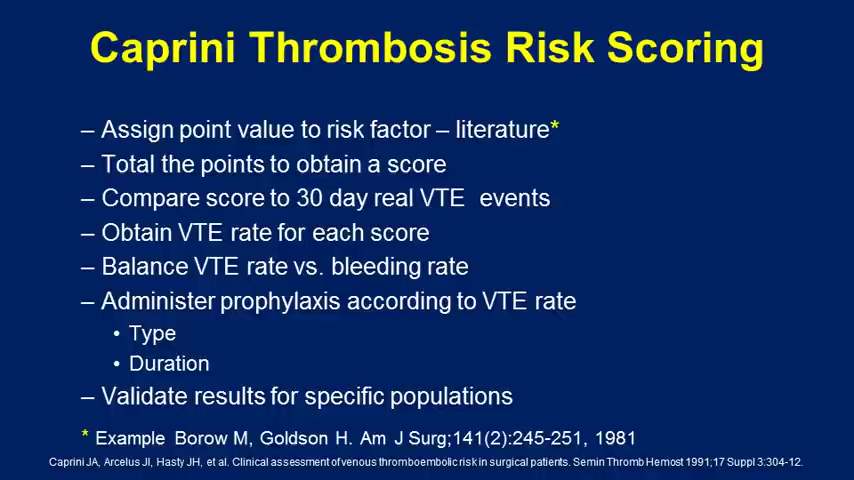 Caprini Thrombosis Risk Scoring
– Assign point value to risk factor – literature*
– Total the points to obtain a score
– Compare score to 30 day real VTE events
– Obtain VTE rate for each score
– Balance VTE rate vs. bleeding rate
– Administer prophylaxis according to VTE rate
• Type
• Duration
– Validate results for specific populations
* Example Borow M, Goldson H. Am J Surg;141(2):245-251, 1981
Caprini JA, Arcelus JI, Hasty JH, et al. Clinical assessment of venous thromboembolic risk in surgical patients. Semin Thromb Hemost 1991;17 Suppl 3:304-12.